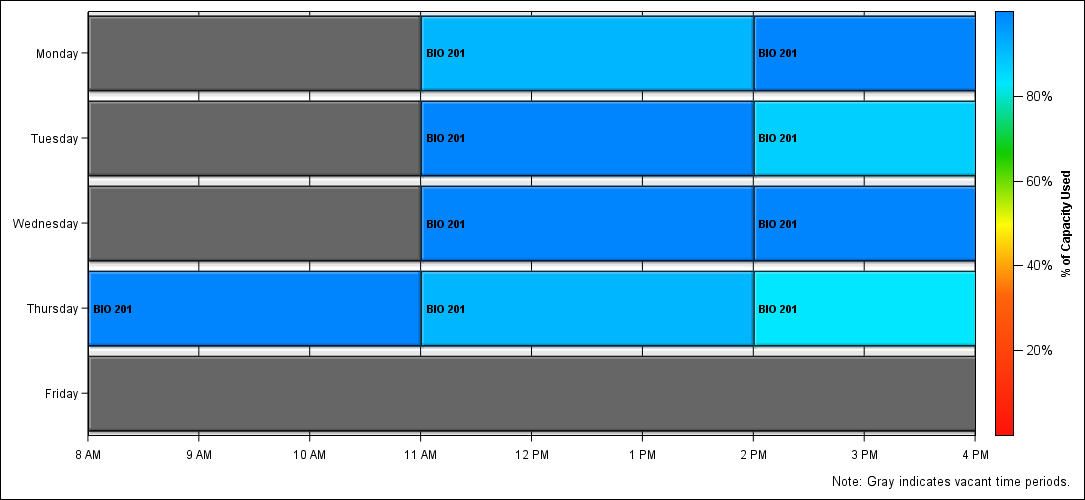 Monday
BIO 201
BIO 201
Tuesday
BIO 201
BIO 201
Wednesday
BIO 201
BIO 201
Thursday
BIO 201
BIO 201
BIO 201
Friday
8 AM
9 AM
10 AM
11 AM
12 PM
1 PM
2 PM
3 PM
4 PM
80%
60%
40%
20%
% of Capacity Used
Note: Gray indicates vacant time periods.